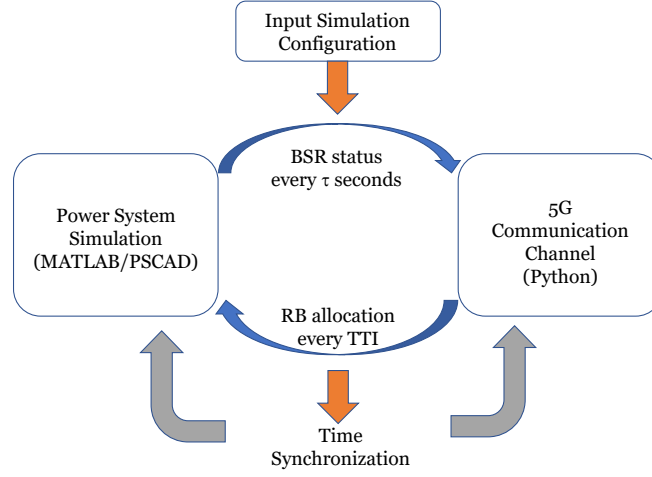 Input Simulation
Configuration
BSR status
every τ seconds
Power System
Simulation
(MATLAB/PSCAD)
5G
Communication
Channel
(Python)
RB allocation
every TTI
Time
Synchronization